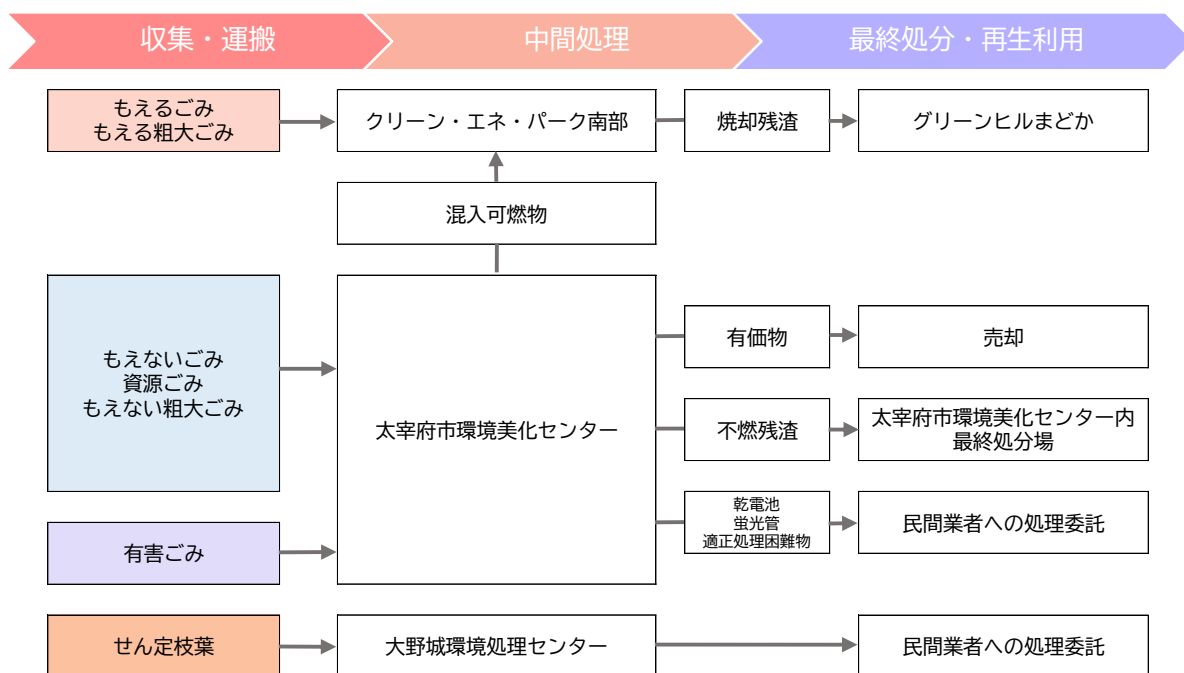 収集・運搬
中間処理
最終処分・再生利用
もえるごみ
もえる粗大ごみ
クリーン・エネ・パーク南部
焼却残渣
グリーンヒルまどか
混入可燃物
もえないごみ
資源ごみ
もえない粗大ごみ
太宰府市環境美化センター
有価物
売却
不燃残渣
太宰府市環境美化センター内
最終処分場
乾電池
蛍光管
適正処理困難物
民間業者への処理委託
有害ごみ
せん定枝葉
大野城環境処理センター
民間業者への処理委託